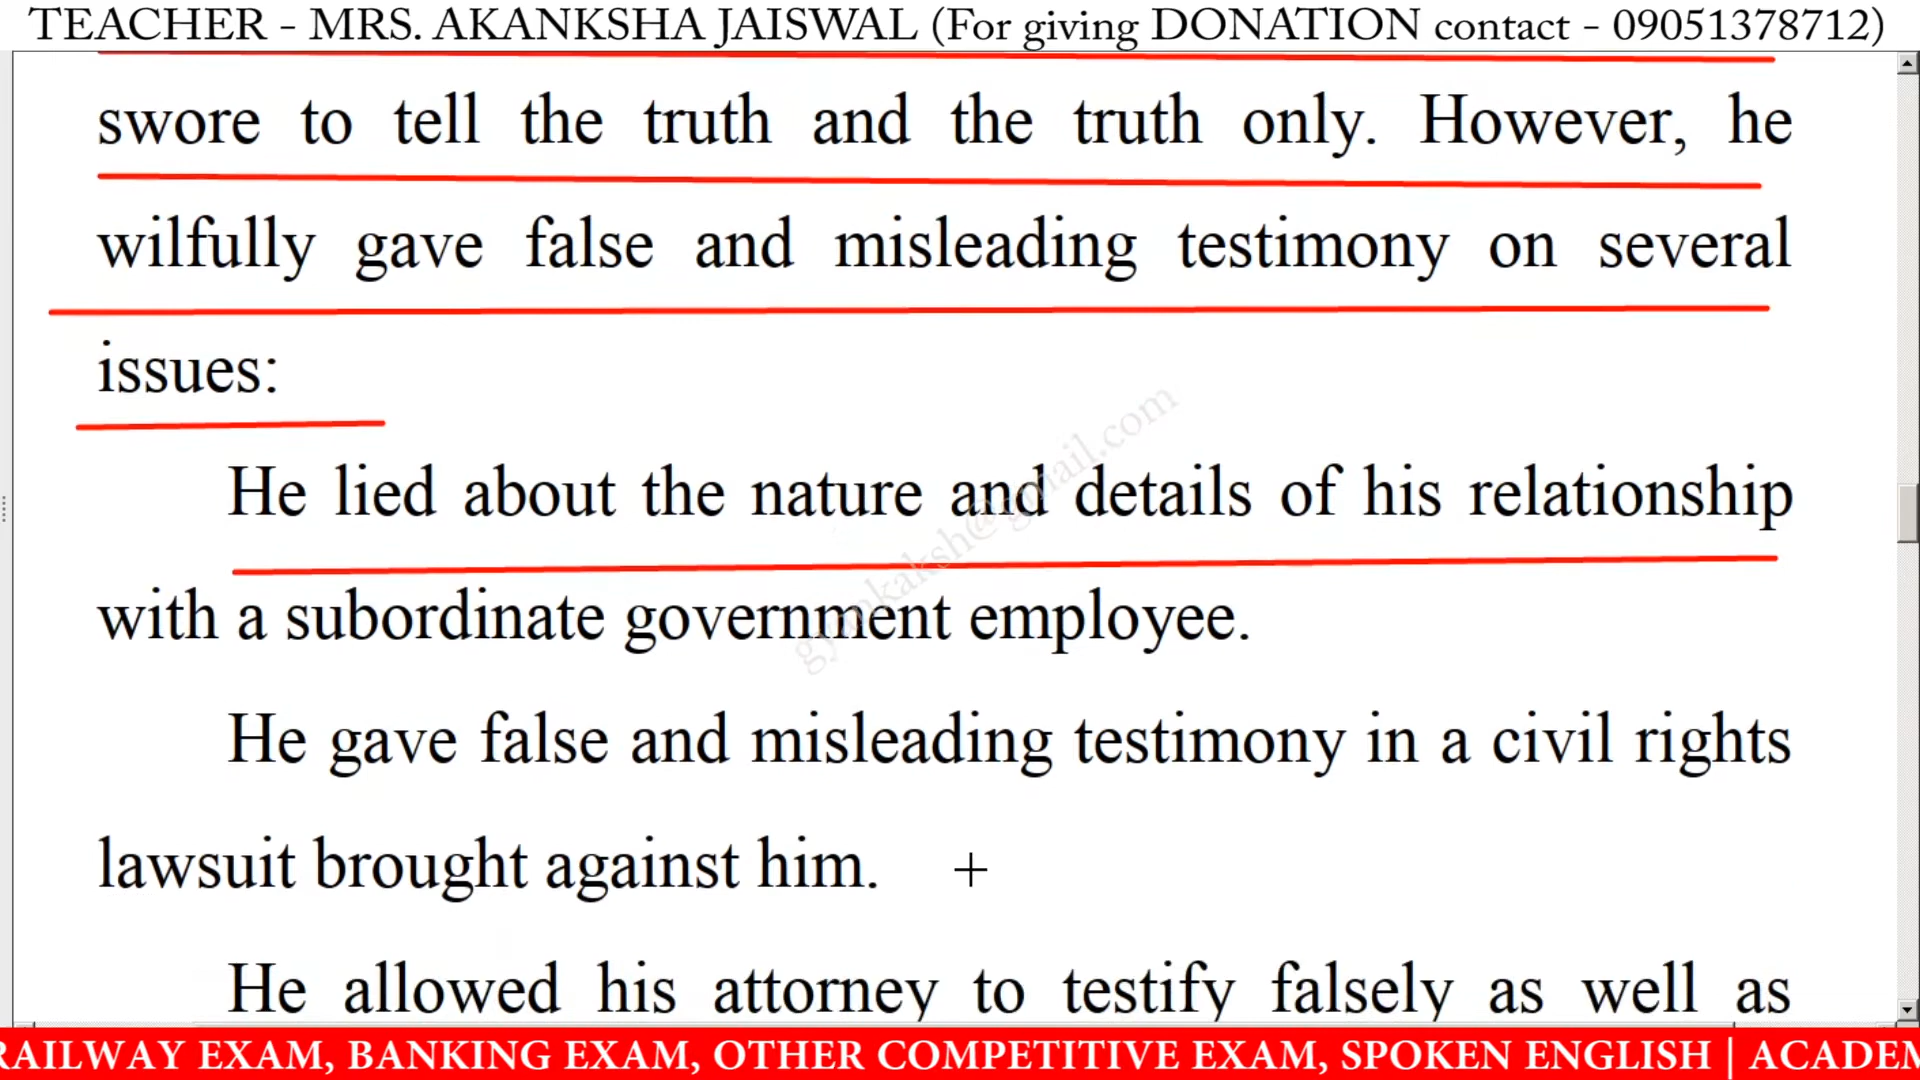 TEACHER - MRS. AKANKSHA JAISWAL (For giving DONATION contact - 09051378712)
swore to tell the truth and the truth only. However, he
wilfully gave false and misleading testimony on several
issues:
He lied about the nature and details of his relationship
with a subordinate government employee.
He gave false and misleading testimony in a civil rights
lawsuit brought against him.
He allowed his attorney to testify falsely as well as
gyankaksh@gmail.com
RAILWAY EXAM, BANKING EXAM, OTHER COMPETITIVE EXAM, SPOKEN ENGLISH | ACADEM